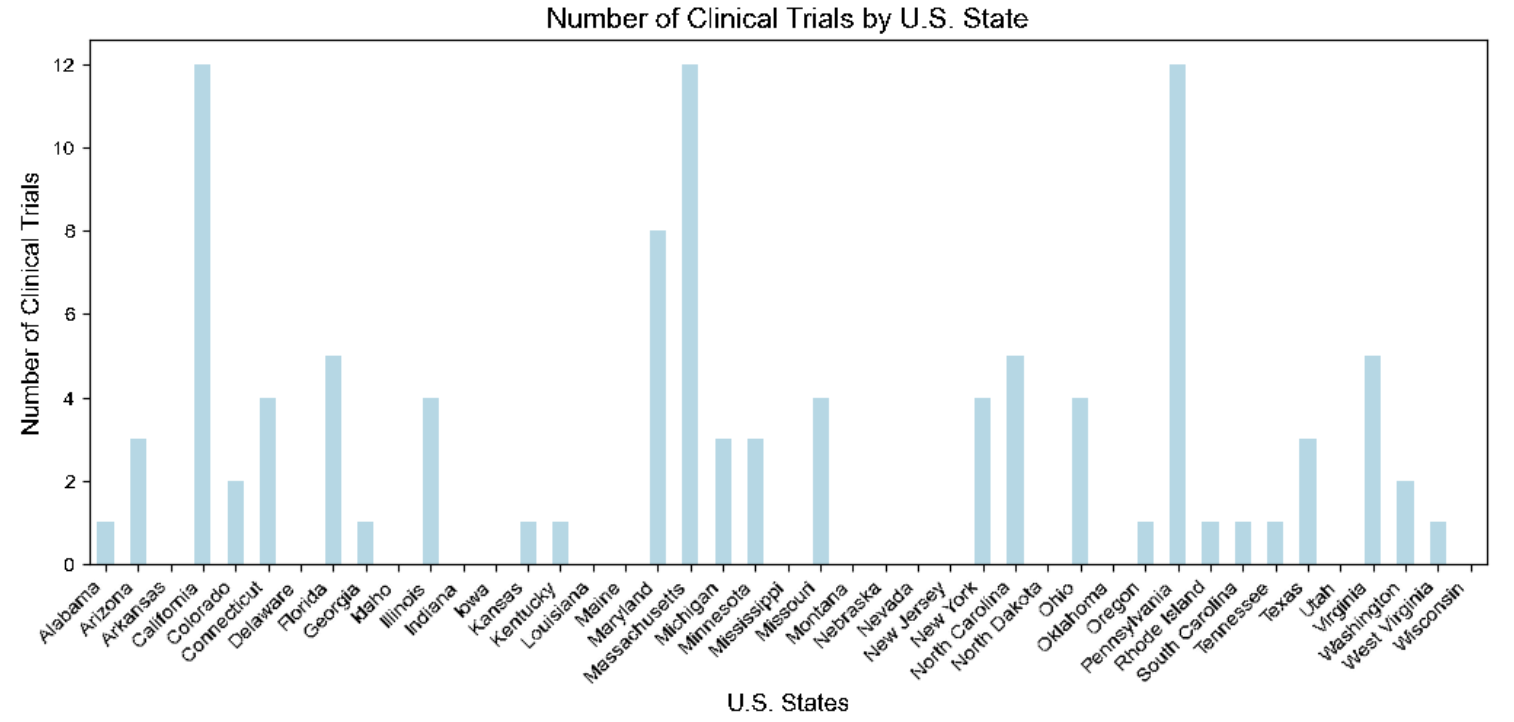 Number of Clinical Trials by U.S. State
Number of Clinical Trials
12
10
8
6
4
2
0
Alabama
Arizona
Arkansas
California
Colorado
Connecticut
Delaware
Florida
Georgia
Idaho
Illinois
Indiana
Iowa
Kansas
Kentucky
Louisiana
Maine
Maryland
Massachusetts
Michigan
Minnesota
Mississippi
Missouri
Montana
Nebraska
Nevada
New Jersey
New York
North Carolina
North Dakota
Ohio
Oklahoma
Oregon
Pennsylvania
Rhode Island
South Carolina
Tennessee
Texas
Utah
Virginia
Washington
West Virginia
Wisconsin
U.S. States